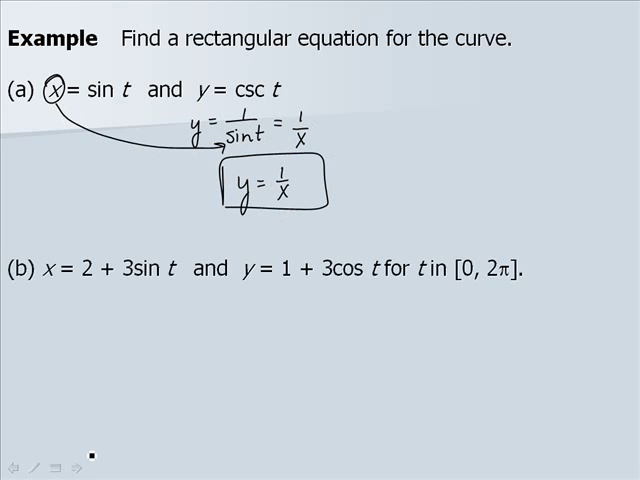 Example Find a rectangular equation for the curve.
(a) x = sin t and y = csc t
y = 1/sin t = 1/x
y = 1/x
(b) x = 2 + 3sin t and y = 1 + 3cos t for t in [0, 2π].